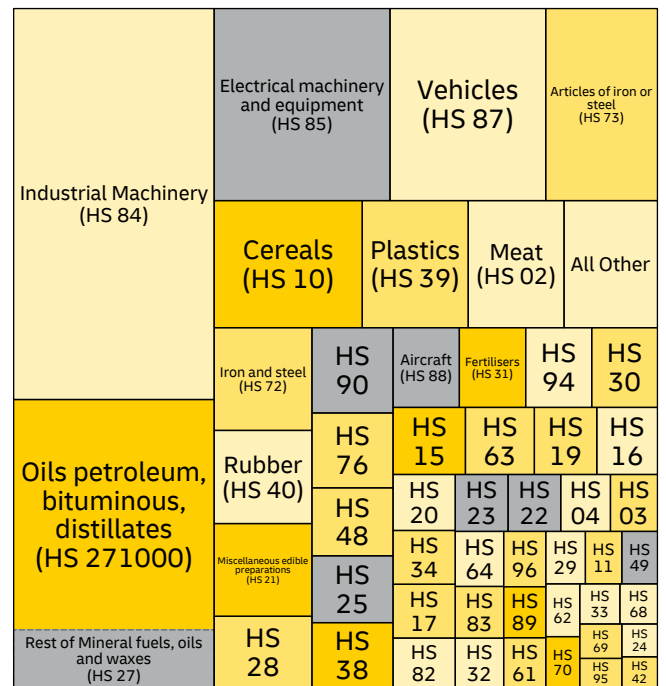 Industrial Machinery
(HS 84)
Electrical machinery
and equipment
(HS 85)
Vehicles
(HS 87)
Articles of iron or
steel
(HS 73)
Cereals
(HS 10)
Plastics
(HS 39)
Meat
(HS 02)
All Other
Oils petroleum,
bituminous,
distillates
(HS 271000)
Rest of Mineral fuels, oils
and waxes
(HS 27)
Iron and steel
(HS 72)
Rubber
(HS 40)
Miscellaneous edible
preparations
(HS 21)
HS
28
HS
90
HS
76
HS
48
HS
25
HS
38
Aircraft
(HS 88)
Fertilisers
(HS 31)
HS
94
HS
30
HS
15
HS
63
HS
19
HS
16
HS
20
HS
23
HS
22
HS
04
HS
03
HS
34
HS
64
HS
96
HS
29
HS
11
HS
49
HS
17
HS
83
HS
89
HS
62
HS
33
HS
68
HS
82
HS
32
HS
61
HS
70
HS
69
HS
24
HS
95
HS
42